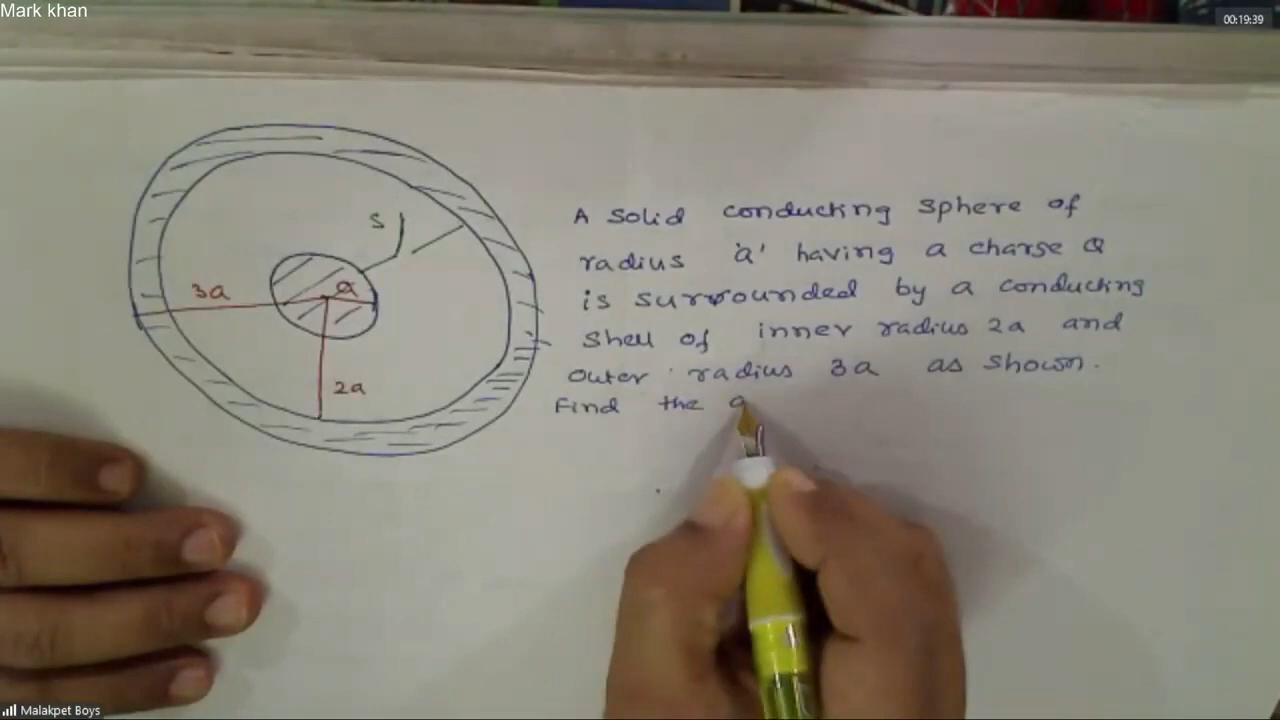 Mark khan
00:19:39
S
3a
a
2a
A solid conducting sphere of
radius 'a' having a charge Q
is surrounded by a conducting
shell of inner radius 2a and
outer radius 3a as shown.
Find the a
Malakpet Boys